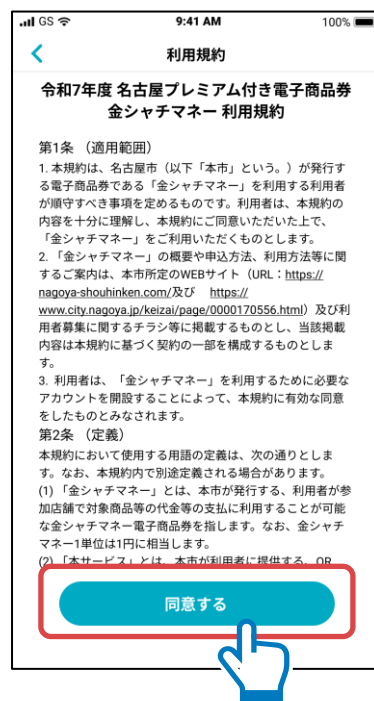 GS 9:41 AM 100%
利用規約
令和7年度 名古屋プレミアム付き電子商品券
金シャチマネー 利用規約
第1条 （適用範囲）
1. 本規約は、名古屋市（以下「本市」という。）が発行す
る電子商品券である「金シャチマネー」を利用する利用者
が順守すべき事項を定めるものです。利用者は、本規約の
内容を十分に理解し、本規約にご同意いただいた上で、
「金シャチマネー」をご利用いただくものとします。
2. 「金シャチマネー」の概要や申込方法、利用方法等に関
するご案内は、本市所定のWEBサイト（URL：https://
nagoya-shouhinken.com/及び https://
www.city.nagoya.jp/keizai/page/0000170556.html）及び利
用者募集に関するチラシ等に掲載するものとし、当該掲載
内容は本規約に基づく契約の一部を構成するものとしま
す。
3. 利用者は、「金シャチマネー」を利用するために必要な
アカウントを開設することによって、本規約に有効な同意
をしたものとみなされます。
第2条（定義）
本規約において使用する用語の定義は、次の通りとしま
す。なお、本規約内で別途定義される場合があります。
(1) 「金シャチマネー」とは、本市が発行する、利用者が参
加店舗で対象商品等の代金等の支払に利用することが可能
な金シャチマネー電子商品券を指します。なお、金シャチ
マネー1単位は1円に相当します。
(2) 「本サービス」とは、本市が利用者に提供する、QR
同意する